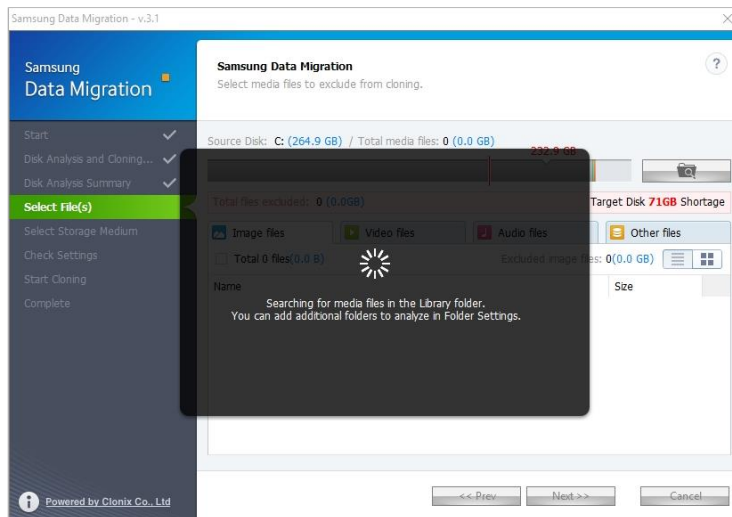 Samsung Data Migration - v.3.1
Samsung
Data Migration
Samsung Data Migration
Select media files to exclude from cloning.
?
Start
Disk Analysis and Cloning...
Disk Analysis Summary
Select File(s)
Select Storage Medium
Check Settings
Start Cloning
Complete
Source Disk: C: (264.9 GB) / Total media files: 0 (0.0 GB)
232.9 GB
Total files excluded: 0 (0.0GB)
Target Disk 71GB Shortage
Image files
Video files
Audio files
Other files
Total 0 files(0.0 B)
Excluded image files: 0(0.0 GB)
Name
Size
Searching for media files in the Library folder.
You can add additional folders to analyze in Folder Settings.
Powered by Clonix Co., Ltd
<< Prev
Next >>
Cancel